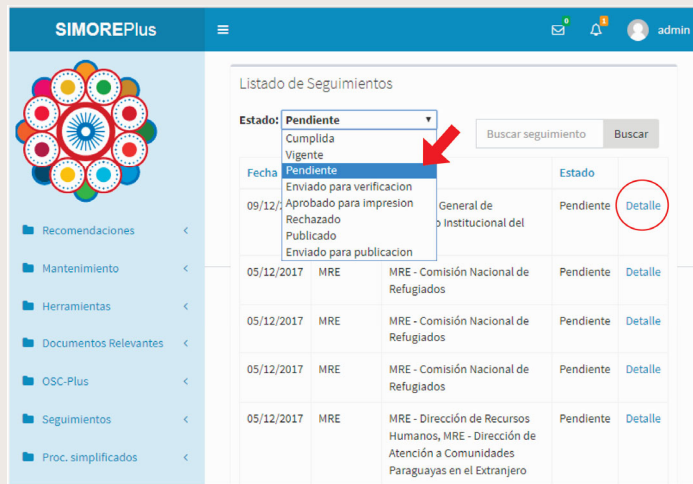 SIMOREPlus
0
1
admin
Listado de Seguimientos
Estado: Pendiente
Cumplida
Vigente
Pendiente
Enviado para verificacion
Aprobado para impresion
Rechazado
Publicado
Enviado para publicacion
Buscar seguimiento Buscar
Fecha Estado
09/12/ General de Pendiente Detalle
Institucional del
05/12/2017 MRE MRE - Comisión Nacional de Pendiente Detalle
Refugiados
05/12/2017 MRE MRE - Comisión Nacional de Pendiente Detalle
Refugiados
05/12/2017 MRE MRE - Comisión Nacional de Pendiente Detalle
Refugiados
05/12/2017 MRE MRE - Dirección de Recursos Pendiente Detalle
Humanos, MRE - Dirección de
Atención a Comunidades
Paraguayas en el Extranjero
Recomendaciones
Mantenimiento
Herramientas
Documentos Relevantes
OSC-Plus
Seguimientos
Proc. simplificados